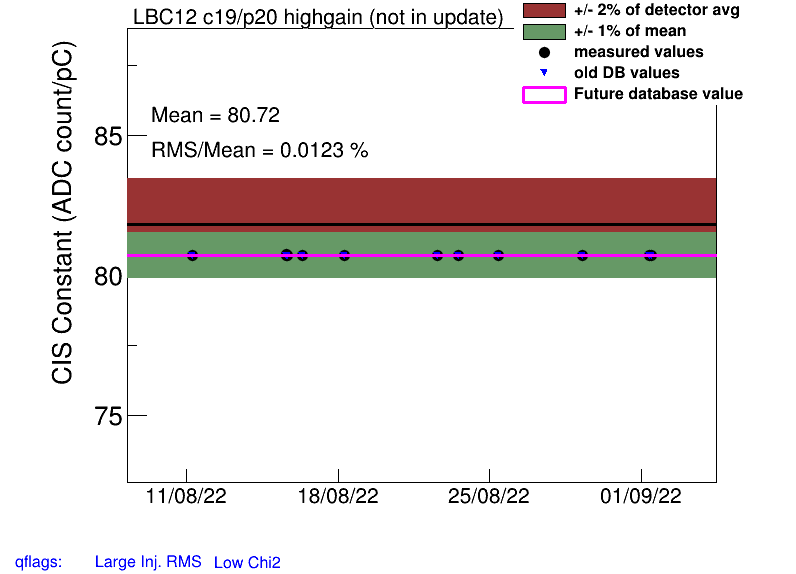 LBC12 c19/p20 highgain (not in update)
+/- 2% of detector avg
+/- 1% of mean
measured values
old DB values
Future database value
Mean = 80.72
RMS/Mean = 0.0123 %
CIS Constant (ADC count/pC)
85
80
75
11/08/22 18/08/22 25/08/22 01/09/22
qflags: Large Inj. RMS Low Chi2